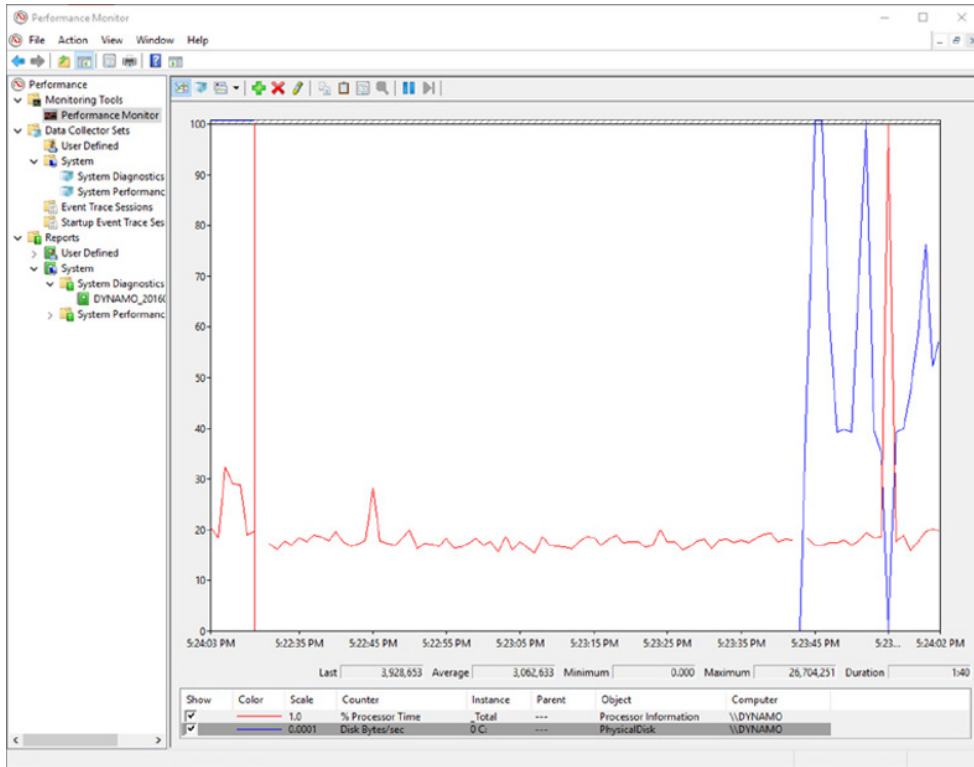 Performance Monitor
File Action View Window Help
Performance
Monitoring Tools
Performance Monitor
Data Collector Sets
User Defined
System
System Diagnostics
System Performanc
Event Trace Sessions
Startup Event Trace Ses
Reports
User Defined
System
System Diagnostics
DYNAMO_2016
System Performanc
100
90
80
70
60
50
40
30
20
10
0
5:24:03 PM 5:22:35 PM 5:22:45 PM 5:22:55 PM 5:23:05 PM 5:23:15 PM 5:23:25 PM 5:23:35 PM 5:23:45 PM 5:23... 5:24:02 PM
Last 3,928,653 Average 3,062,633 Minimum 0.000 Maximum 26,704,251 Duration 1:40
Show Color Scale Counter Instance Parent Object Computer
1.0 % Processor Time _Total --- Processor Information \\DYNAMO
0.0001 Disk Bytes/sec 0 C: --- PhysicalDisk \\DYNAMO